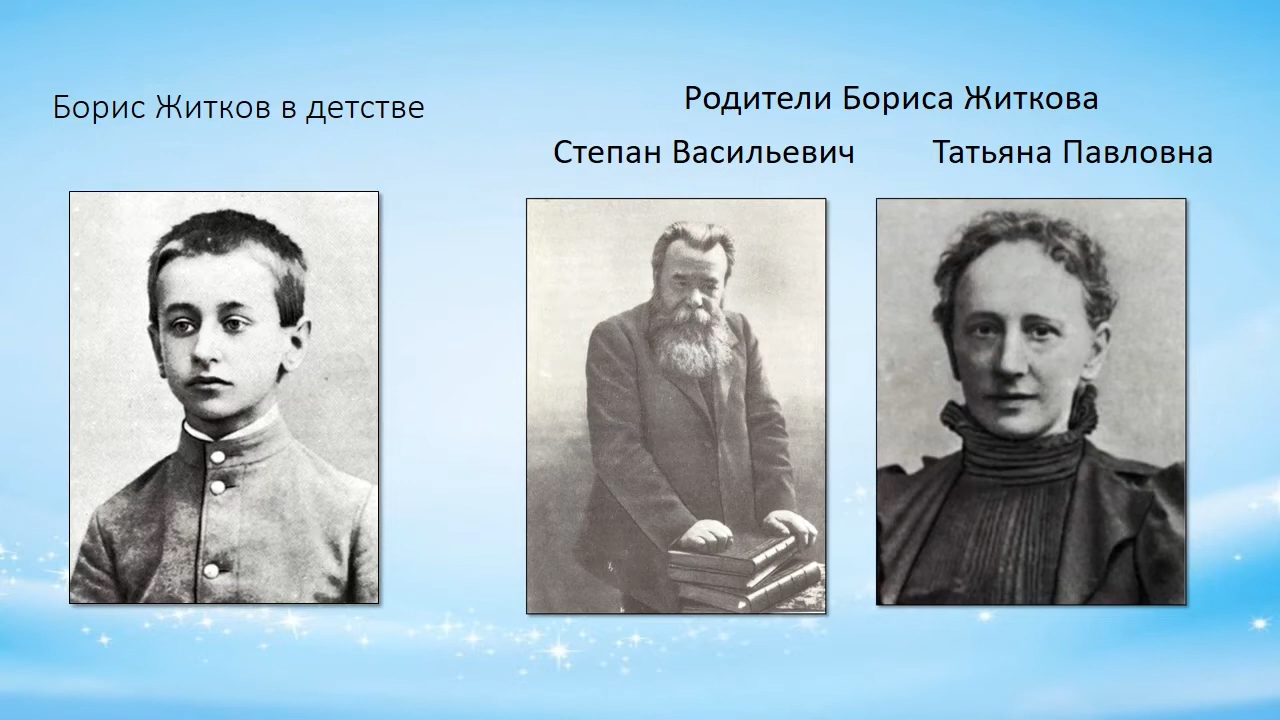 Борис Житков в детстве
Родители Бориса Житкова
Степан Васильевич Татьяна Павловна